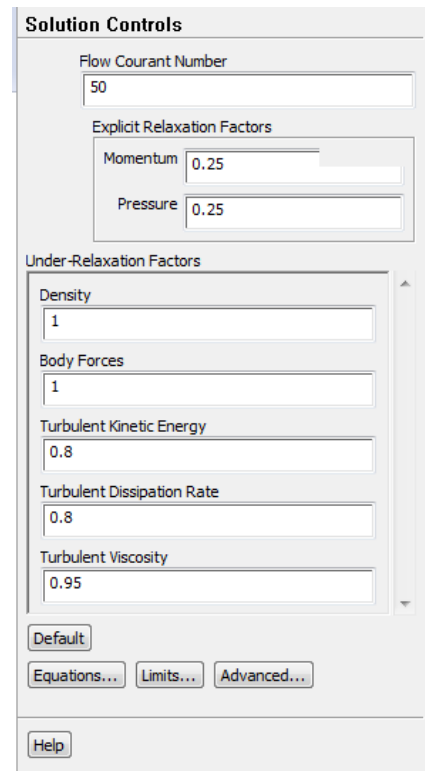 Solution Controls
Flow Courant Number
50
Explicit Relaxation Factors
Momentum 0.25
Pressure 0.25
Under-Relaxation Factors
Density
1
Body Forces
1
Turbulent Kinetic Energy
0.8
Turbulent Dissipation Rate
0.8
Turbulent Viscosity
0.95
Default
Equations... Limits... Advanced...
Help